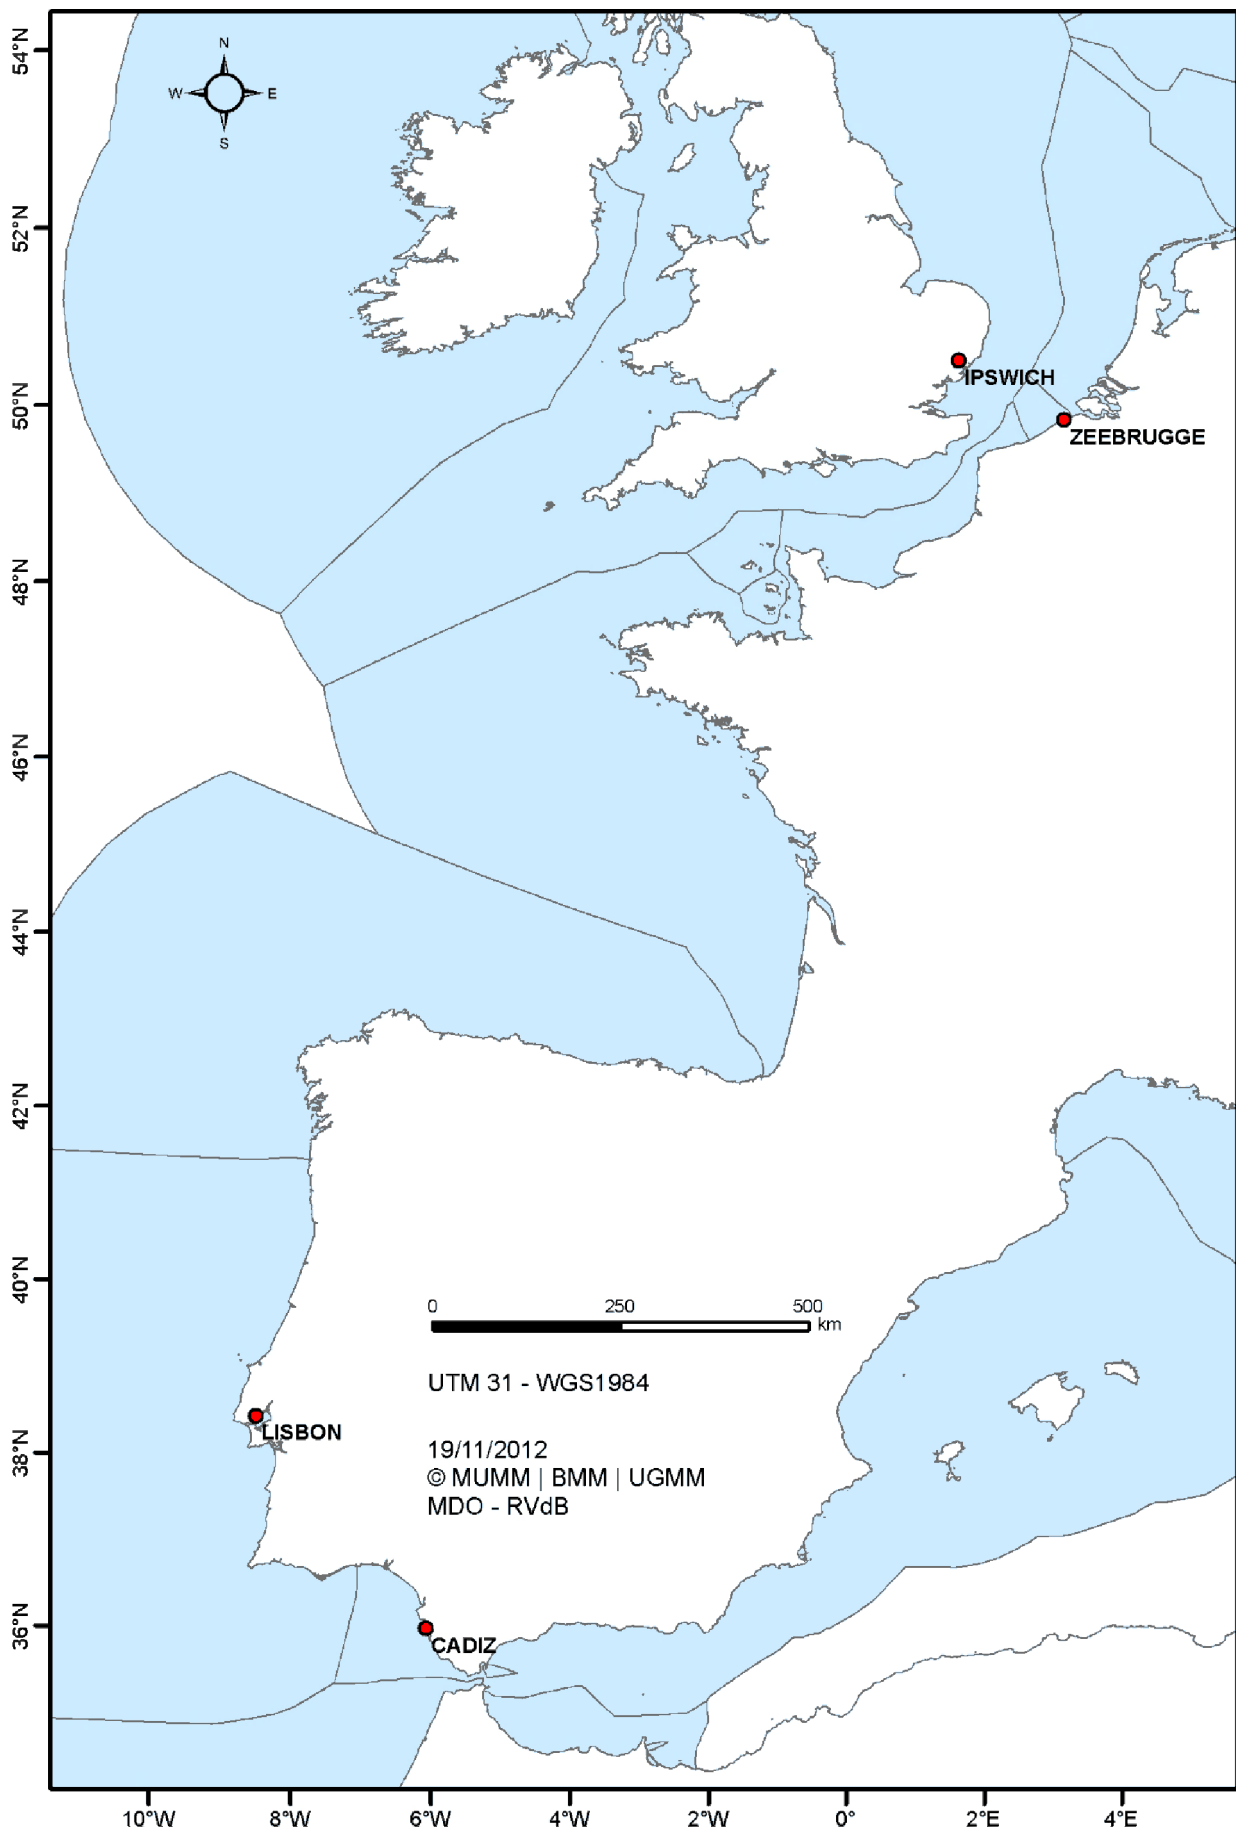 N
W E
S
54°N
52°N
50°N
48°N
46°N
44°N
42°N
40°N
38°N
36°N
IPSWICH
ZEEBRUGGE
0 250 500
km
UTM 31 - WGS1984
19/11/2012
© MUMM | BMM | UGMM
MDO - RVdB
LISBON
CADIZ
10°W 8°W 6°W 4°W 2°W 0° 2°E 4°E